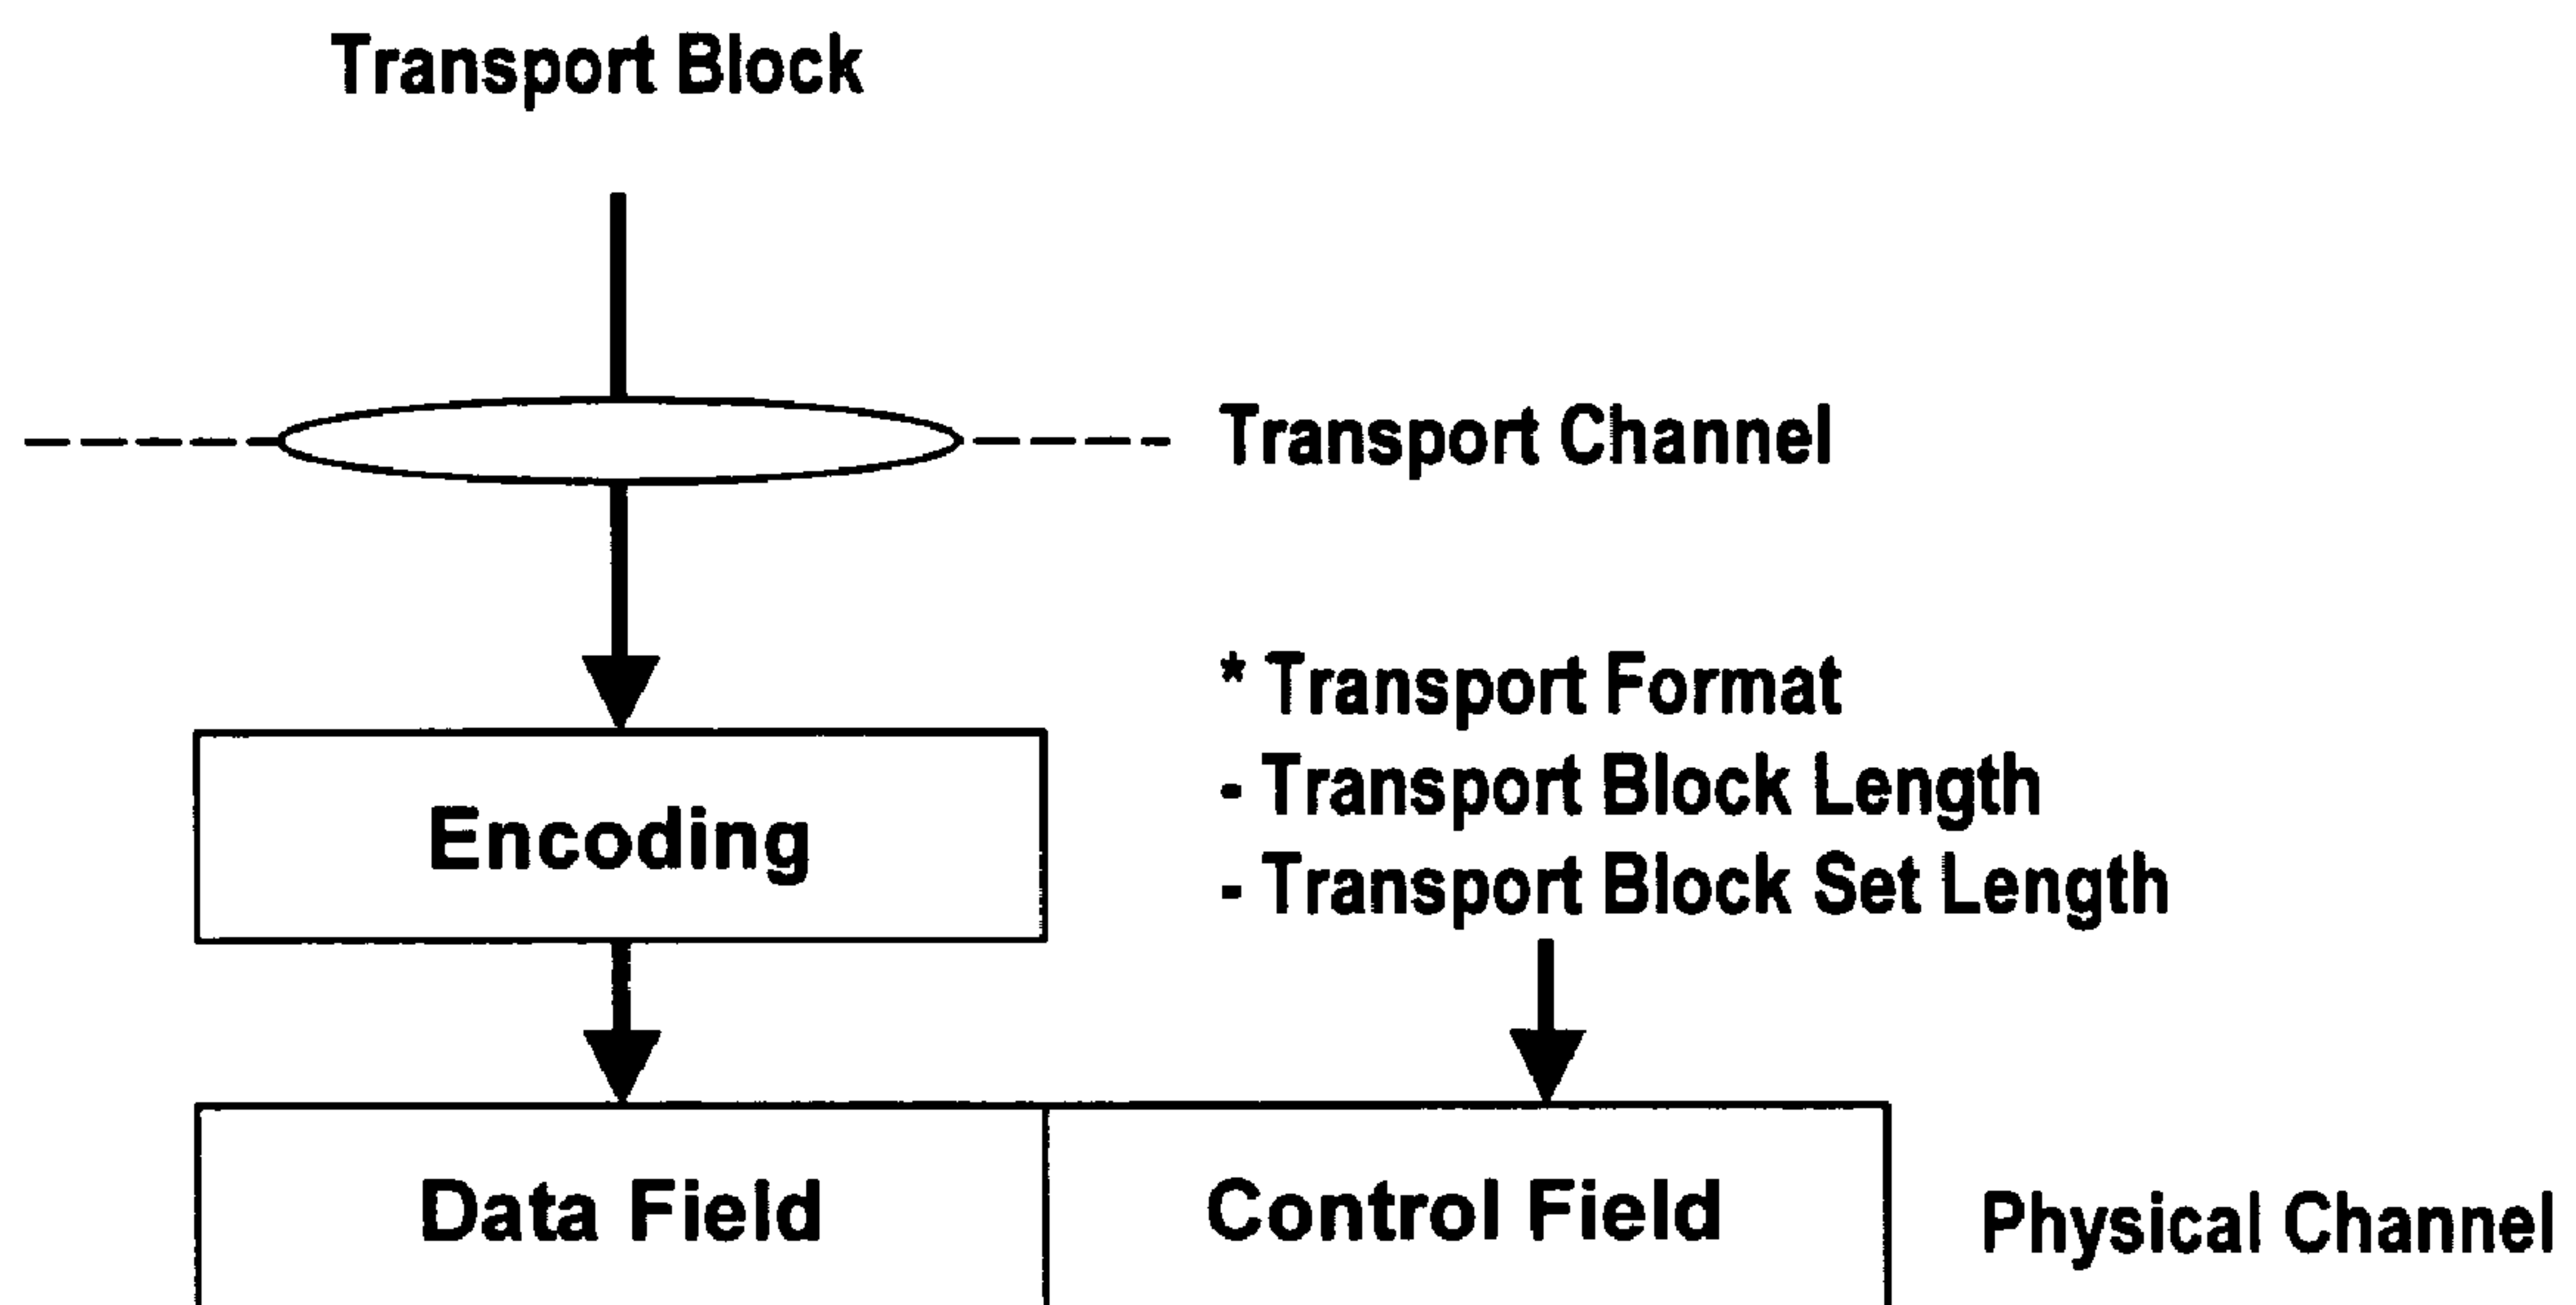 Transport Block
Transport Channel
* Transport Format
- Transport Block Length
- Transport Block Set Length
Encoding
Data Field
Control Field
Physical Channel